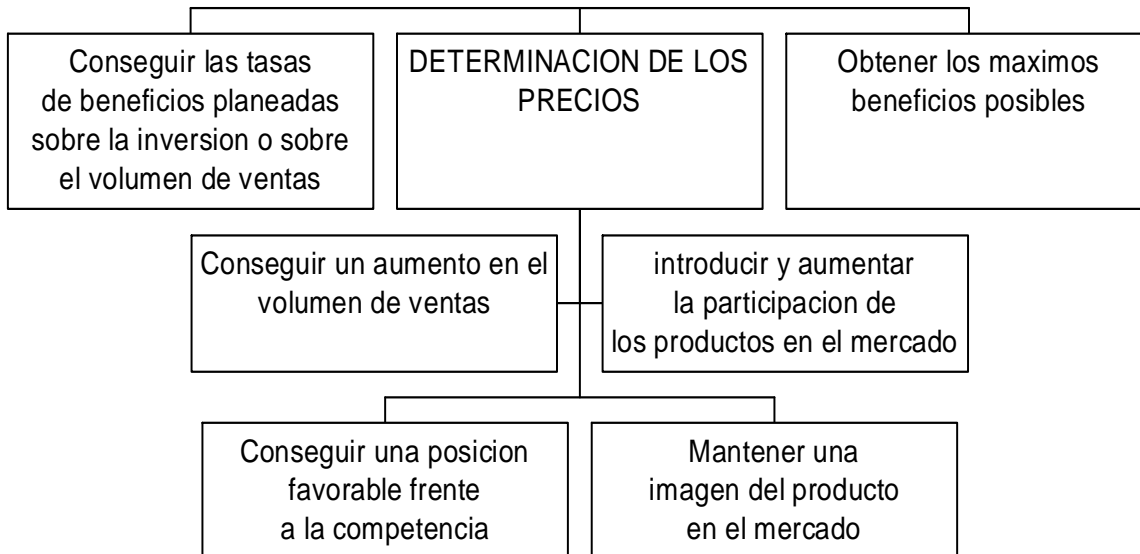 Conseguir las tasas
de beneficios planeadas
sobre la inversion o sobre
el volumen de ventas
DETERMINACION DE LOS
PRECIOS
Obtener los maximos
beneficios posibles
Conseguir un aumento en el
volumen de ventas
introducir y aumentar
la participacion de
los productos en el mercado
Conseguir una posicion
favorable frente
a la competencia
Mantener una
imagen del producto
en el mercado